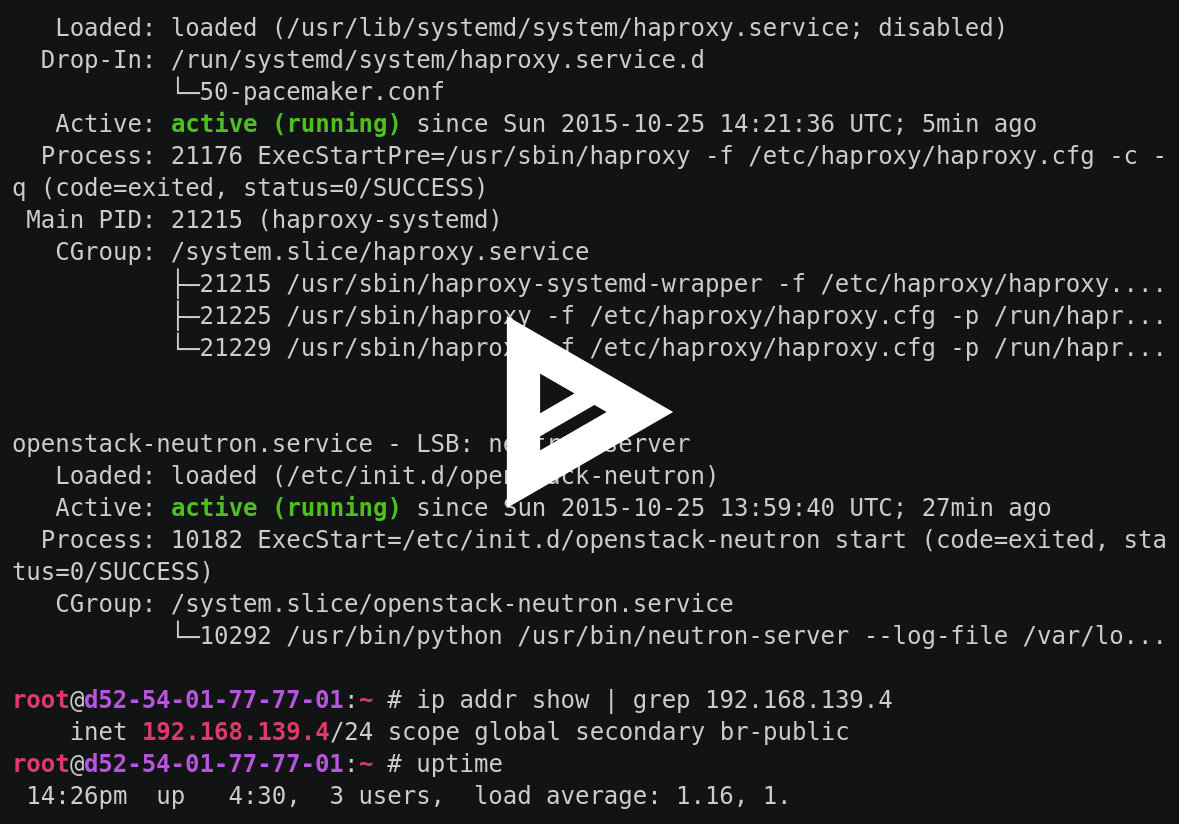 Loaded: loaded (/usr/lib/systemd/system/haproxy.service; disabled)
Drop-In: /run/systemd/system/haproxy.service.d
└─50-pacemaker.conf
Active: active (running) since Sun 2015-10-25 14:21:36 UTC; 5min ago
Process: 21176 ExecStartPre=/usr/sbin/haproxy -f /etc/haproxy/haproxy.cfg -c -
q (code=exited, status=0/SUCCESS)
Main PID: 21215 (haproxy-systemd)
CGroup: /system.slice/haproxy.service
├─21215 /usr/sbin/haproxy-systemd-wrapper -f /etc/haproxy/haproxy....
├─21225 /usr/sbin/haproxy -f /etc/haproxy/haproxy.cfg -p /run/hapr...
└─21229 /usr/sbin/haproxy -f /etc/haproxy/haproxy.cfg -p /run/hapr...
openstack-neutron.service - LSB: neutron-server
Loaded: loaded (/etc/init.d/openstack-neutron)
Active: active (running) since Sun 2015-10-25 13:59:40 UTC; 27min ago
Process: 10182 ExecStart=/etc/init.d/openstack-neutron start (code=exited, sta
tus=0/SUCCESS)
CGroup: /system.slice/openstack-neutron.service
└─10292 /usr/bin/python /usr/bin/neutron-server --log-file /var/lo...
root@d52-54-01-77-77-01:~ # ip addr show | grep 192.168.139.4
inet 192.168.139.4/24 scope global secondary br-public
root@d52-54-01-77-77-01:~ # uptime
14:26pm  up   4:30,  3 users,  load average: 1.16, 1.